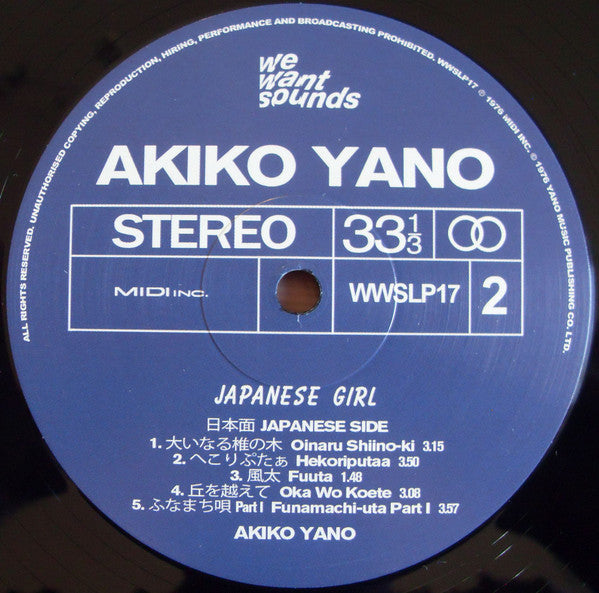 ALL RIGHTS RESERVED. UNAUTHORISED COPYING, REPRODUCTION, HIRING, PERFORMANCE AND BROADCASTING PROHIBITED. WWSLP17 ℗ 1976 MIDI INC. © 1976 YANO MUSIC PUBLISHING CO. LTD.
we
want
sounds
AKIKO YANO
STEREO 33 1/3
MIDI INC. WWSLP17 2
JAPANESE GIRL
日本面 JAPANESE SIDE
1. 大いなる椎の木 Oinaru Shiino-ki 3.15
2. へこりぷたぁ Hekoriputaa 3.50
3. 風太 Fuuta 1.48
4. 丘を越えて Oka Wo Koete 3.08
5. ふなまち唄 Part I Funamachi-uta Part I 3.57
AKIKO YANO